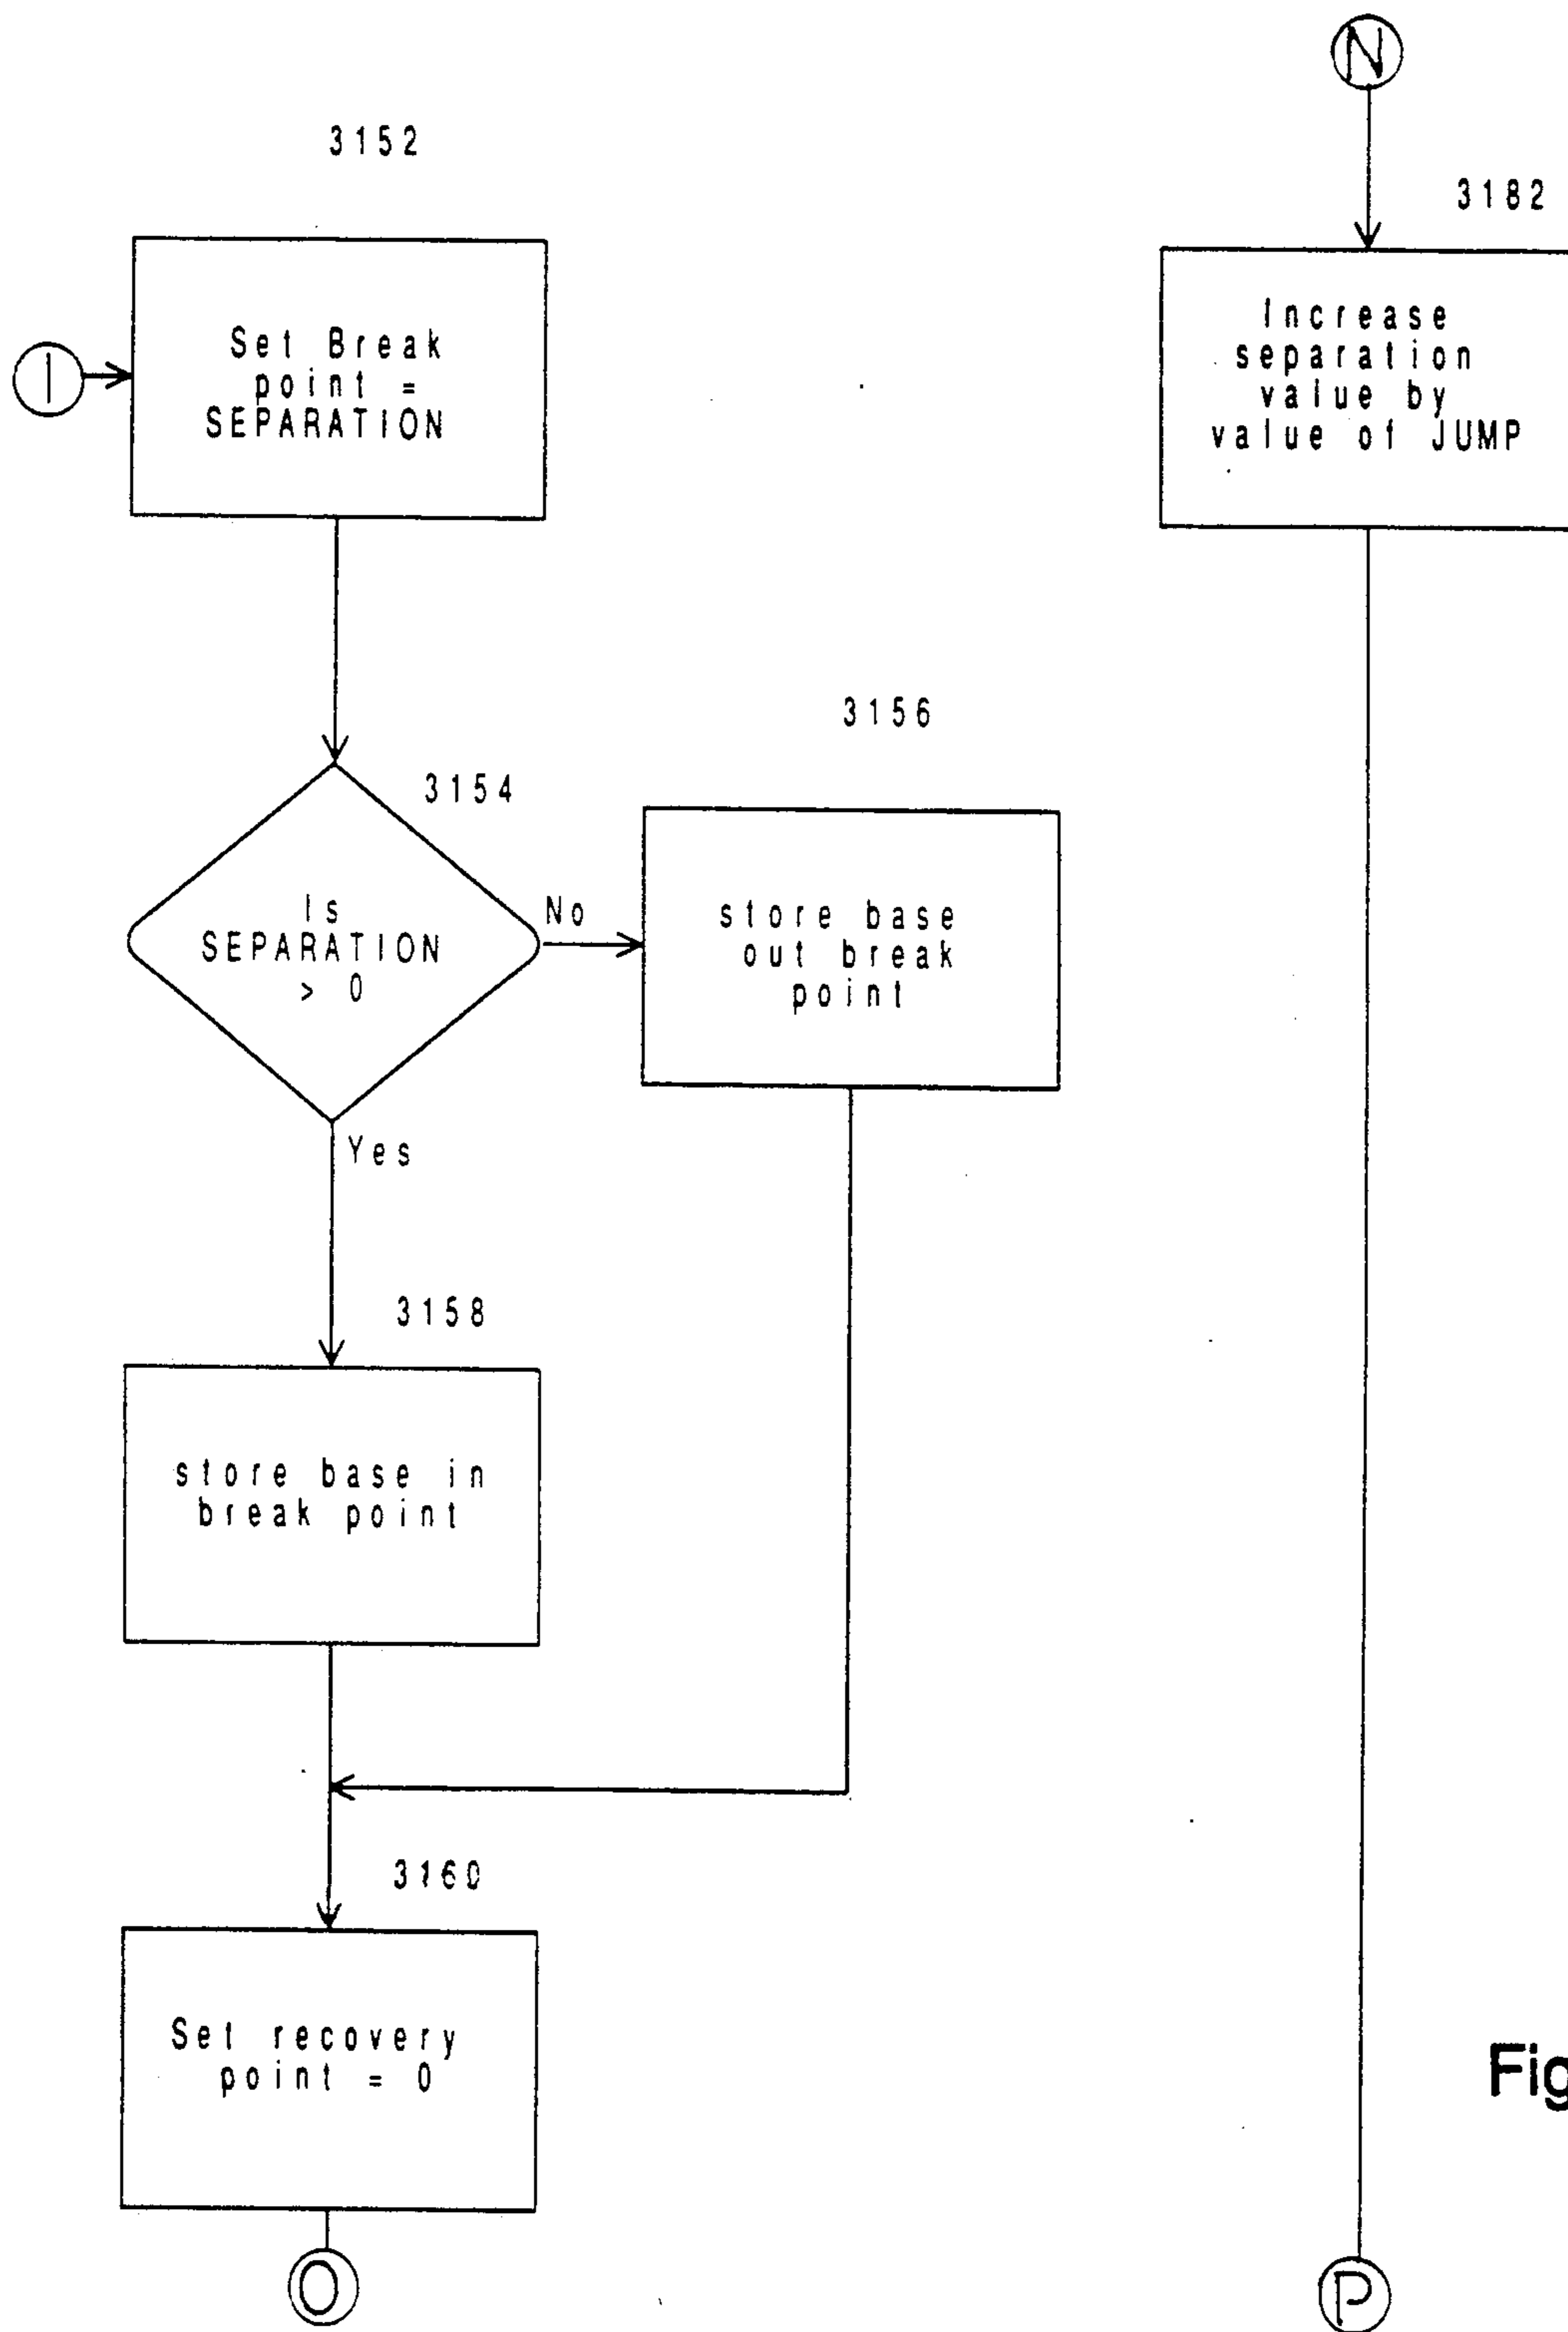 N
3152
3182
I
Set Break
point =
SEPARATION
Increase
separation
value by
value of JUMP
3156
3154
Is
SEPARATION
> 0
No
store base
out break
point
Yes
3158
store base in
break point
3160
Set recovery
point = 0
Fig
O
P